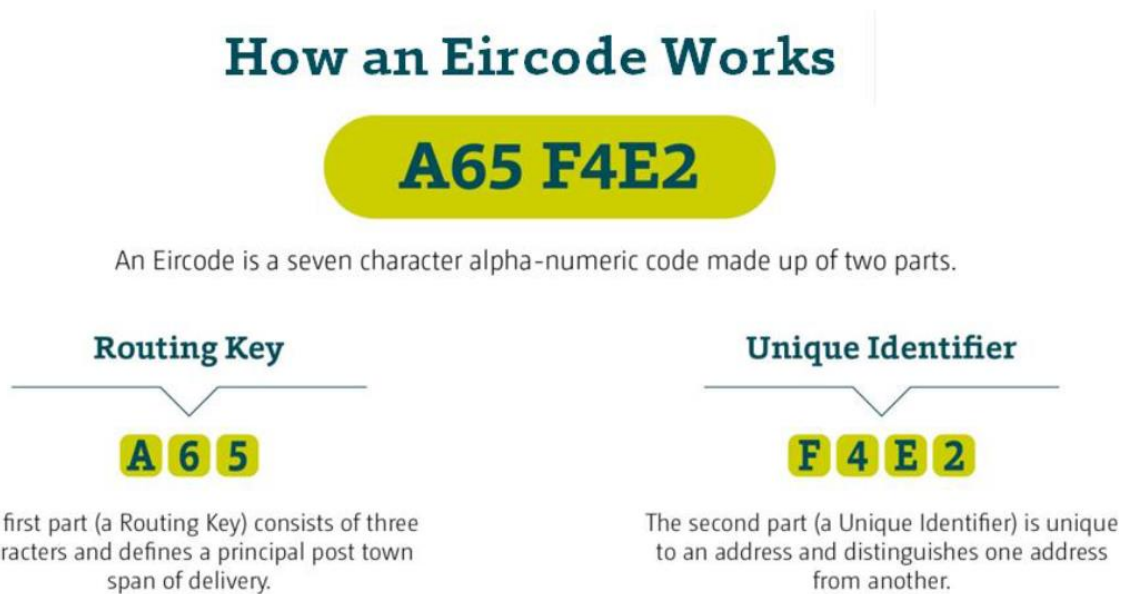 How an Eircode Works
A65 F4E2
An Eircode is a seven character alpha-numeric code made up of two parts.
Routing Key
A 6 5
first part (a Routing Key) consists of three
racters and defines a principal post town
span of delivery.
Unique Identifier
F 4 E 2
The second part (a Unique Identifier) is unique
to an address and distinguishes one address
from another.